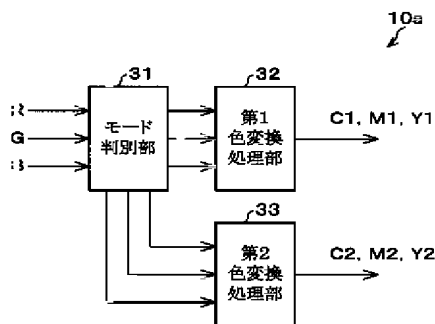 10a
31
32
R
G
B
モード
判別部
第1
色変換
処理部
C1, M1, Y1
33
第2
色変換
処理部
C2, M2, Y2